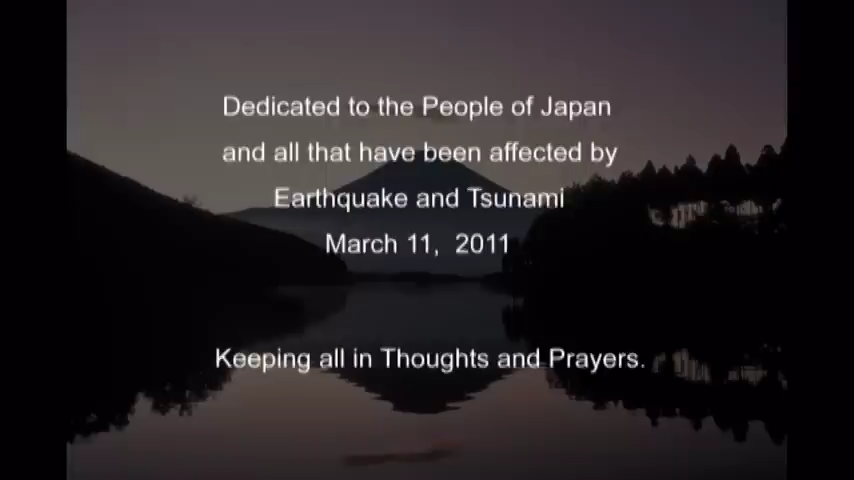 Dedicated to the People of Japan
and all that have been affected by
Earthquake and Tsunami
March 11,  2011
Keeping all in Thoughts and Prayers.